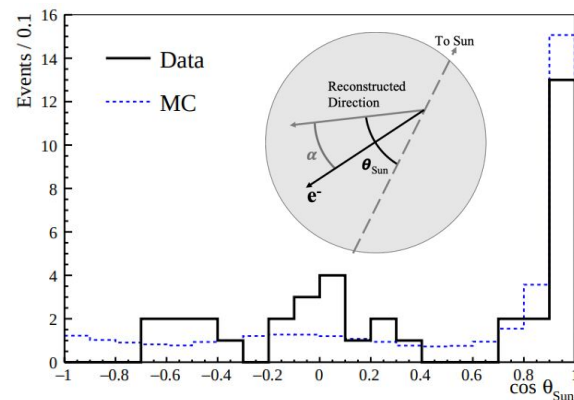 Events / 0.1
16
14
12
10
8
6
4
2
0
Data
MC
To Sun
Reconstructed
Direction
α
θSun
e-
−1 −0.8 −0.6 −0.4 −0.2 0 0.2 0.4 0.6 0.8 1
cos θSun